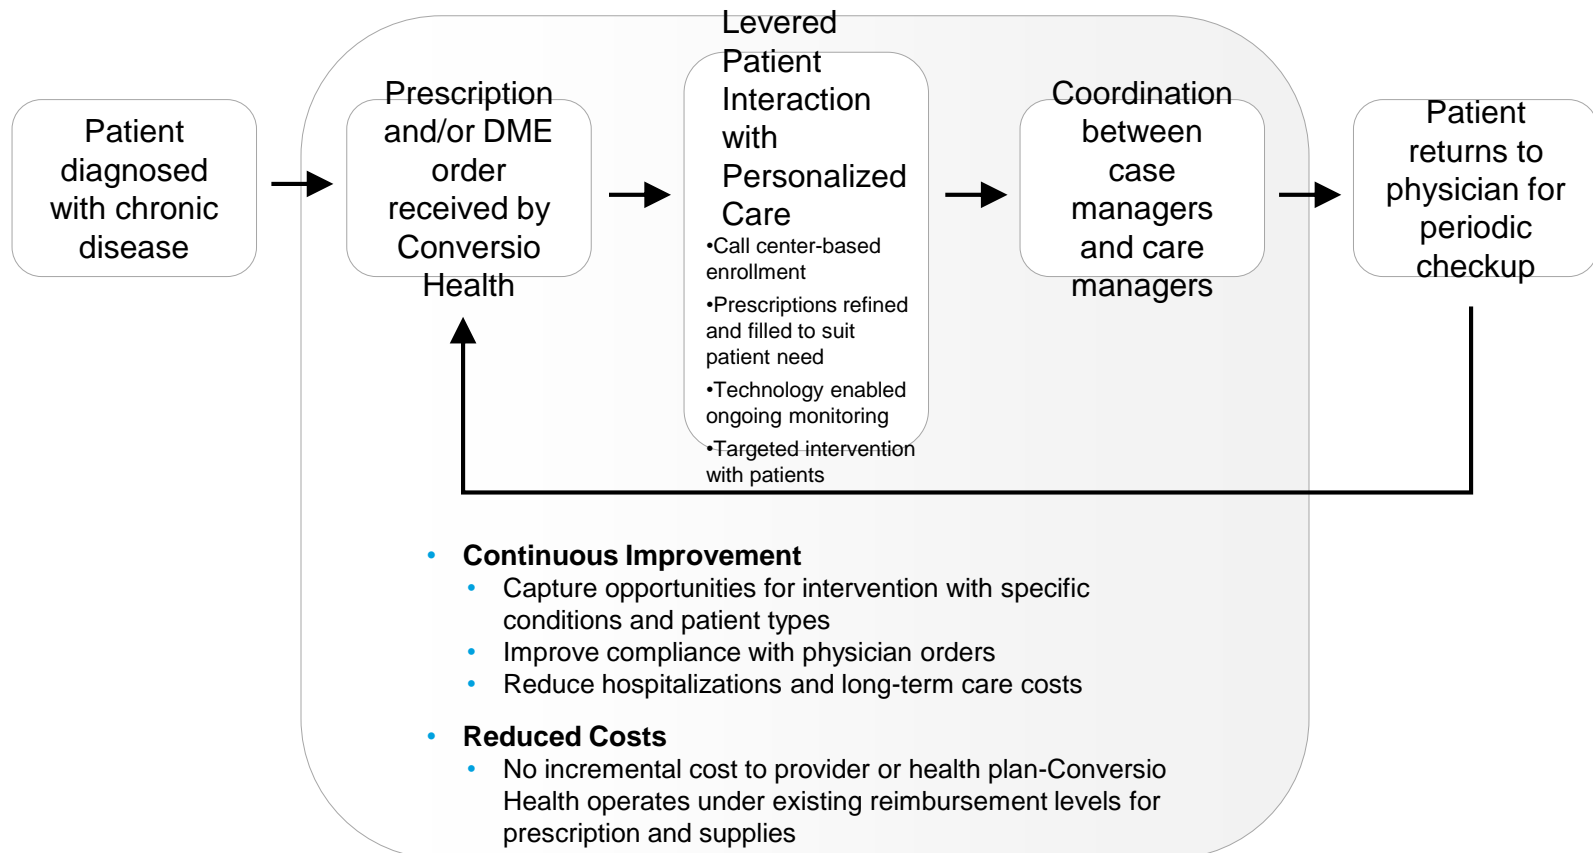 Patient
diagnosed
with chronic
disease
Prescription
and/or DME
order
received by
Conversio
Health
Levered
Patient
Interaction
with
Personalized
Care
•Call center-based
enrollment
•Prescriptions refined
and filled to suit
patient need
•Technology enabled
ongoing monitoring
•Targeted intervention
with patients
Coordination
between
case
managers
and care
managers
Patient
returns to
physician for
periodic
checkup
• Continuous Improvement
• Capture opportunities for intervention with specific
conditions and patient types
• Improve compliance with physician orders
• Reduce hospitalizations and long-term care costs
• Reduced Costs
• No incremental cost to provider or health plan-Conversio
Health operates under existing reimbursement levels for
prescription and supplies